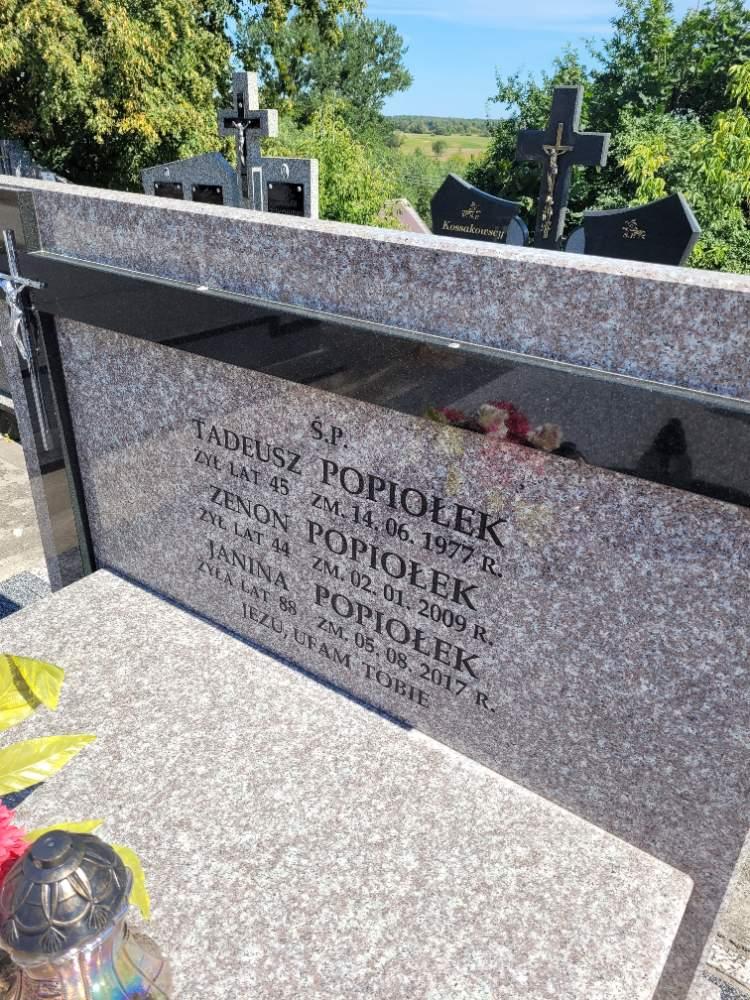 Kossakowscy
Ś.P.
Ś.P.
TADEUSZ POPIOŁEK
ŻYŁ LAT 45 ZM. 14. 06. 1977 R.
ZENON POPIOŁEK
ŻYŁ LAT 44 ZM. 02. 01. 2009 R.
JANINA POPIOŁEK
ŻYŁA LAT 88 ZM. 05. 08. 2017 R.
JEZU, UFAM TOBIE